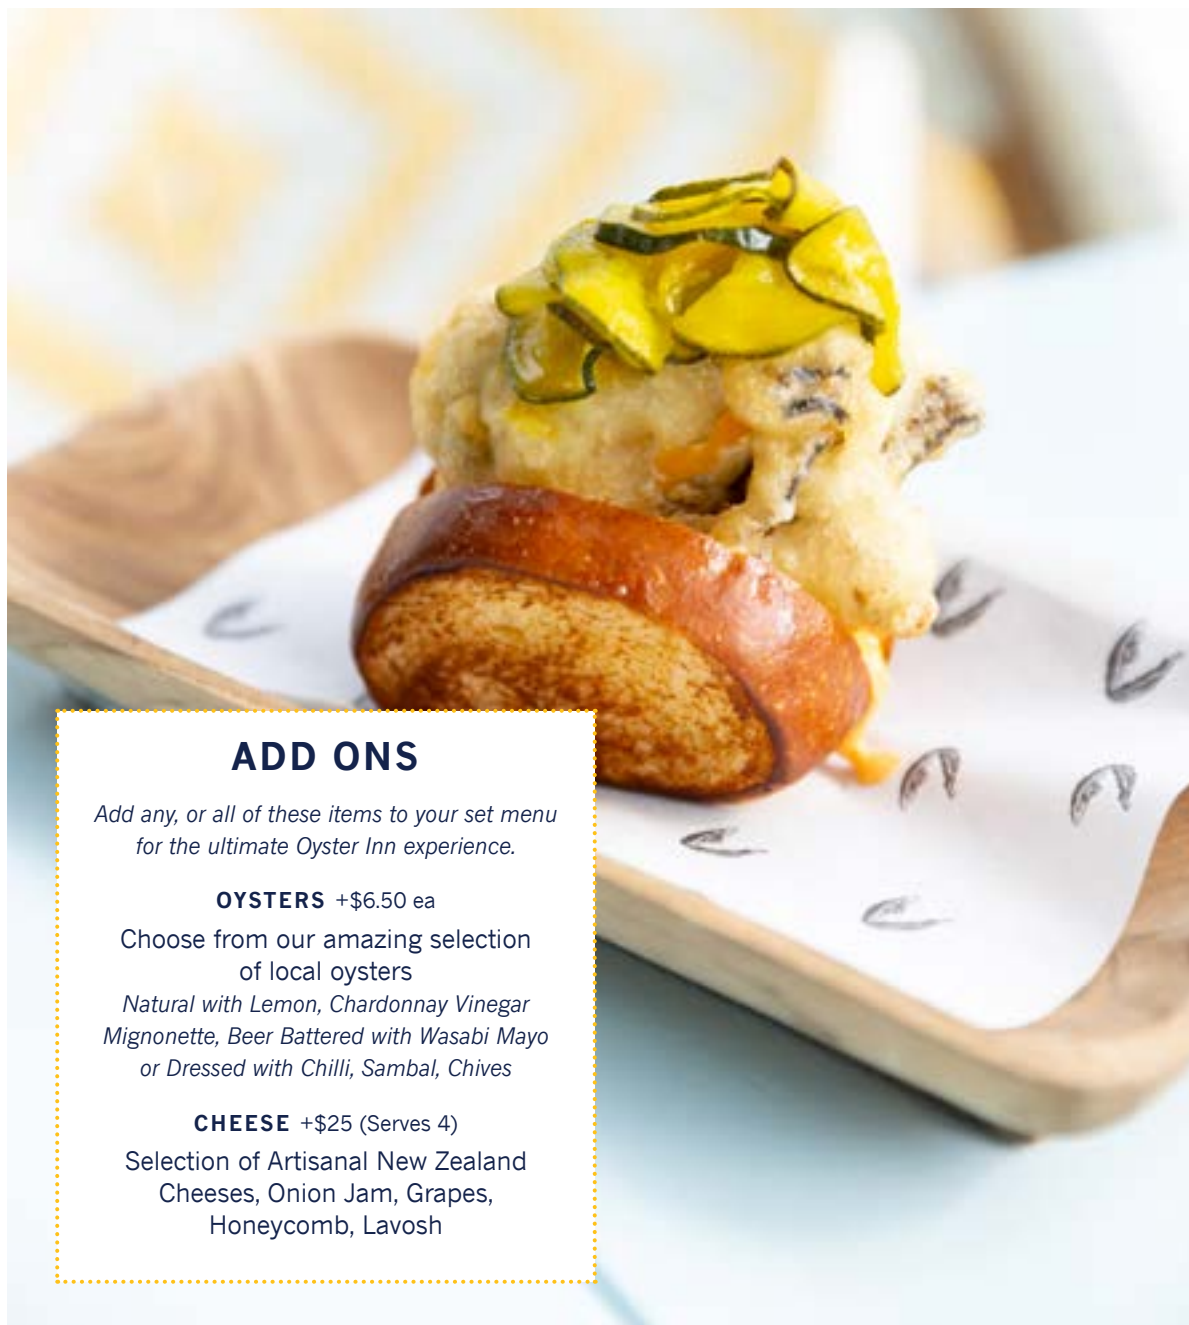 ADD ONS
Add any, or all of these items to your set menu
for the ultimate Oyster Inn experience.
OYSTERS +$6.50 ea
Choose from our amazing selection
of local oysters
Natural with Lemon, Chardonnay Vinegar
Mignonette, Beer Battered with Wasabi Mayo
or Dressed with Chilli, Sambal, Chives
CHEESE +$25 (Serves 4)
Selection of Artisanal New Zealand
Cheeses, Onion Jam, Grapes,
Honeycomb, Lavosh